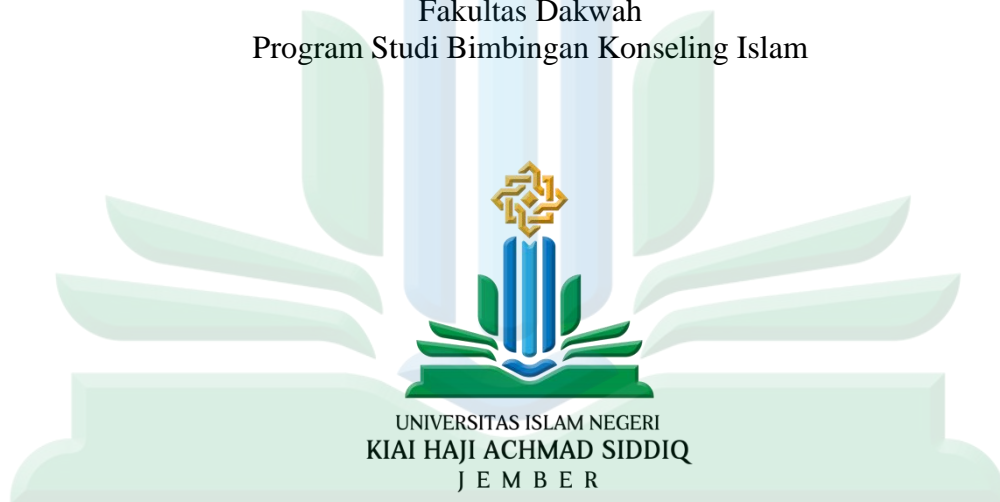 Fakultas Dakwah
Program Studi Bimbingan Konseling Islam
UNIVERSITAS ISLAM NEGERI
KIAI HAJI ACHMAD SIDDIQ
J E M B E R